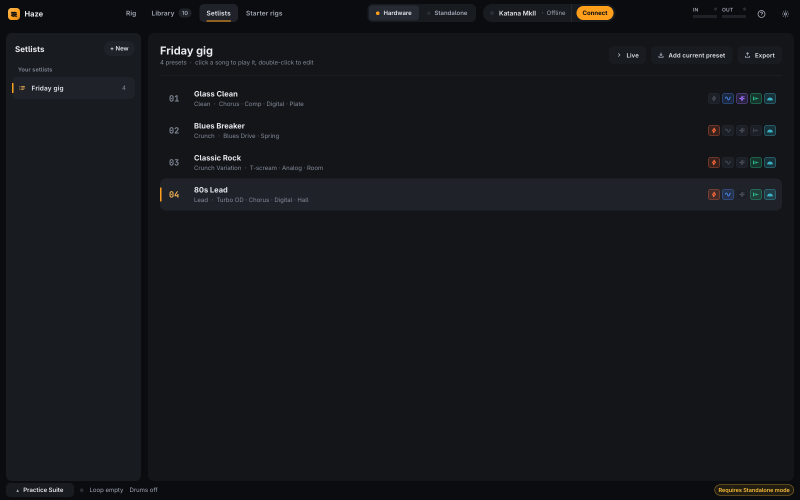 Haze
Rig
Library 10
Setlists
Starter rigs
Hardware
Standalone
Katana MkII · Offline
Connect
IN
OUT
Setlists
+ New
Your setlists
Friday gig 4
Friday gig
4 presets · click a song to play it, double-click to edit
Live
Add current preset
Export
01
Glass Clean
Clean · Chorus · Comp · Digital · Plate
02
Blues Breaker
Crunch · Blues Drive · Spring
03
Classic Rock
Crunch Variation · T-scream · Analog · Room
04
80s Lead
Lead · Turbo OD · Chorus · Digital · Hall
Practice Suite
Loop empty
Drums off
Requires Standalone mode